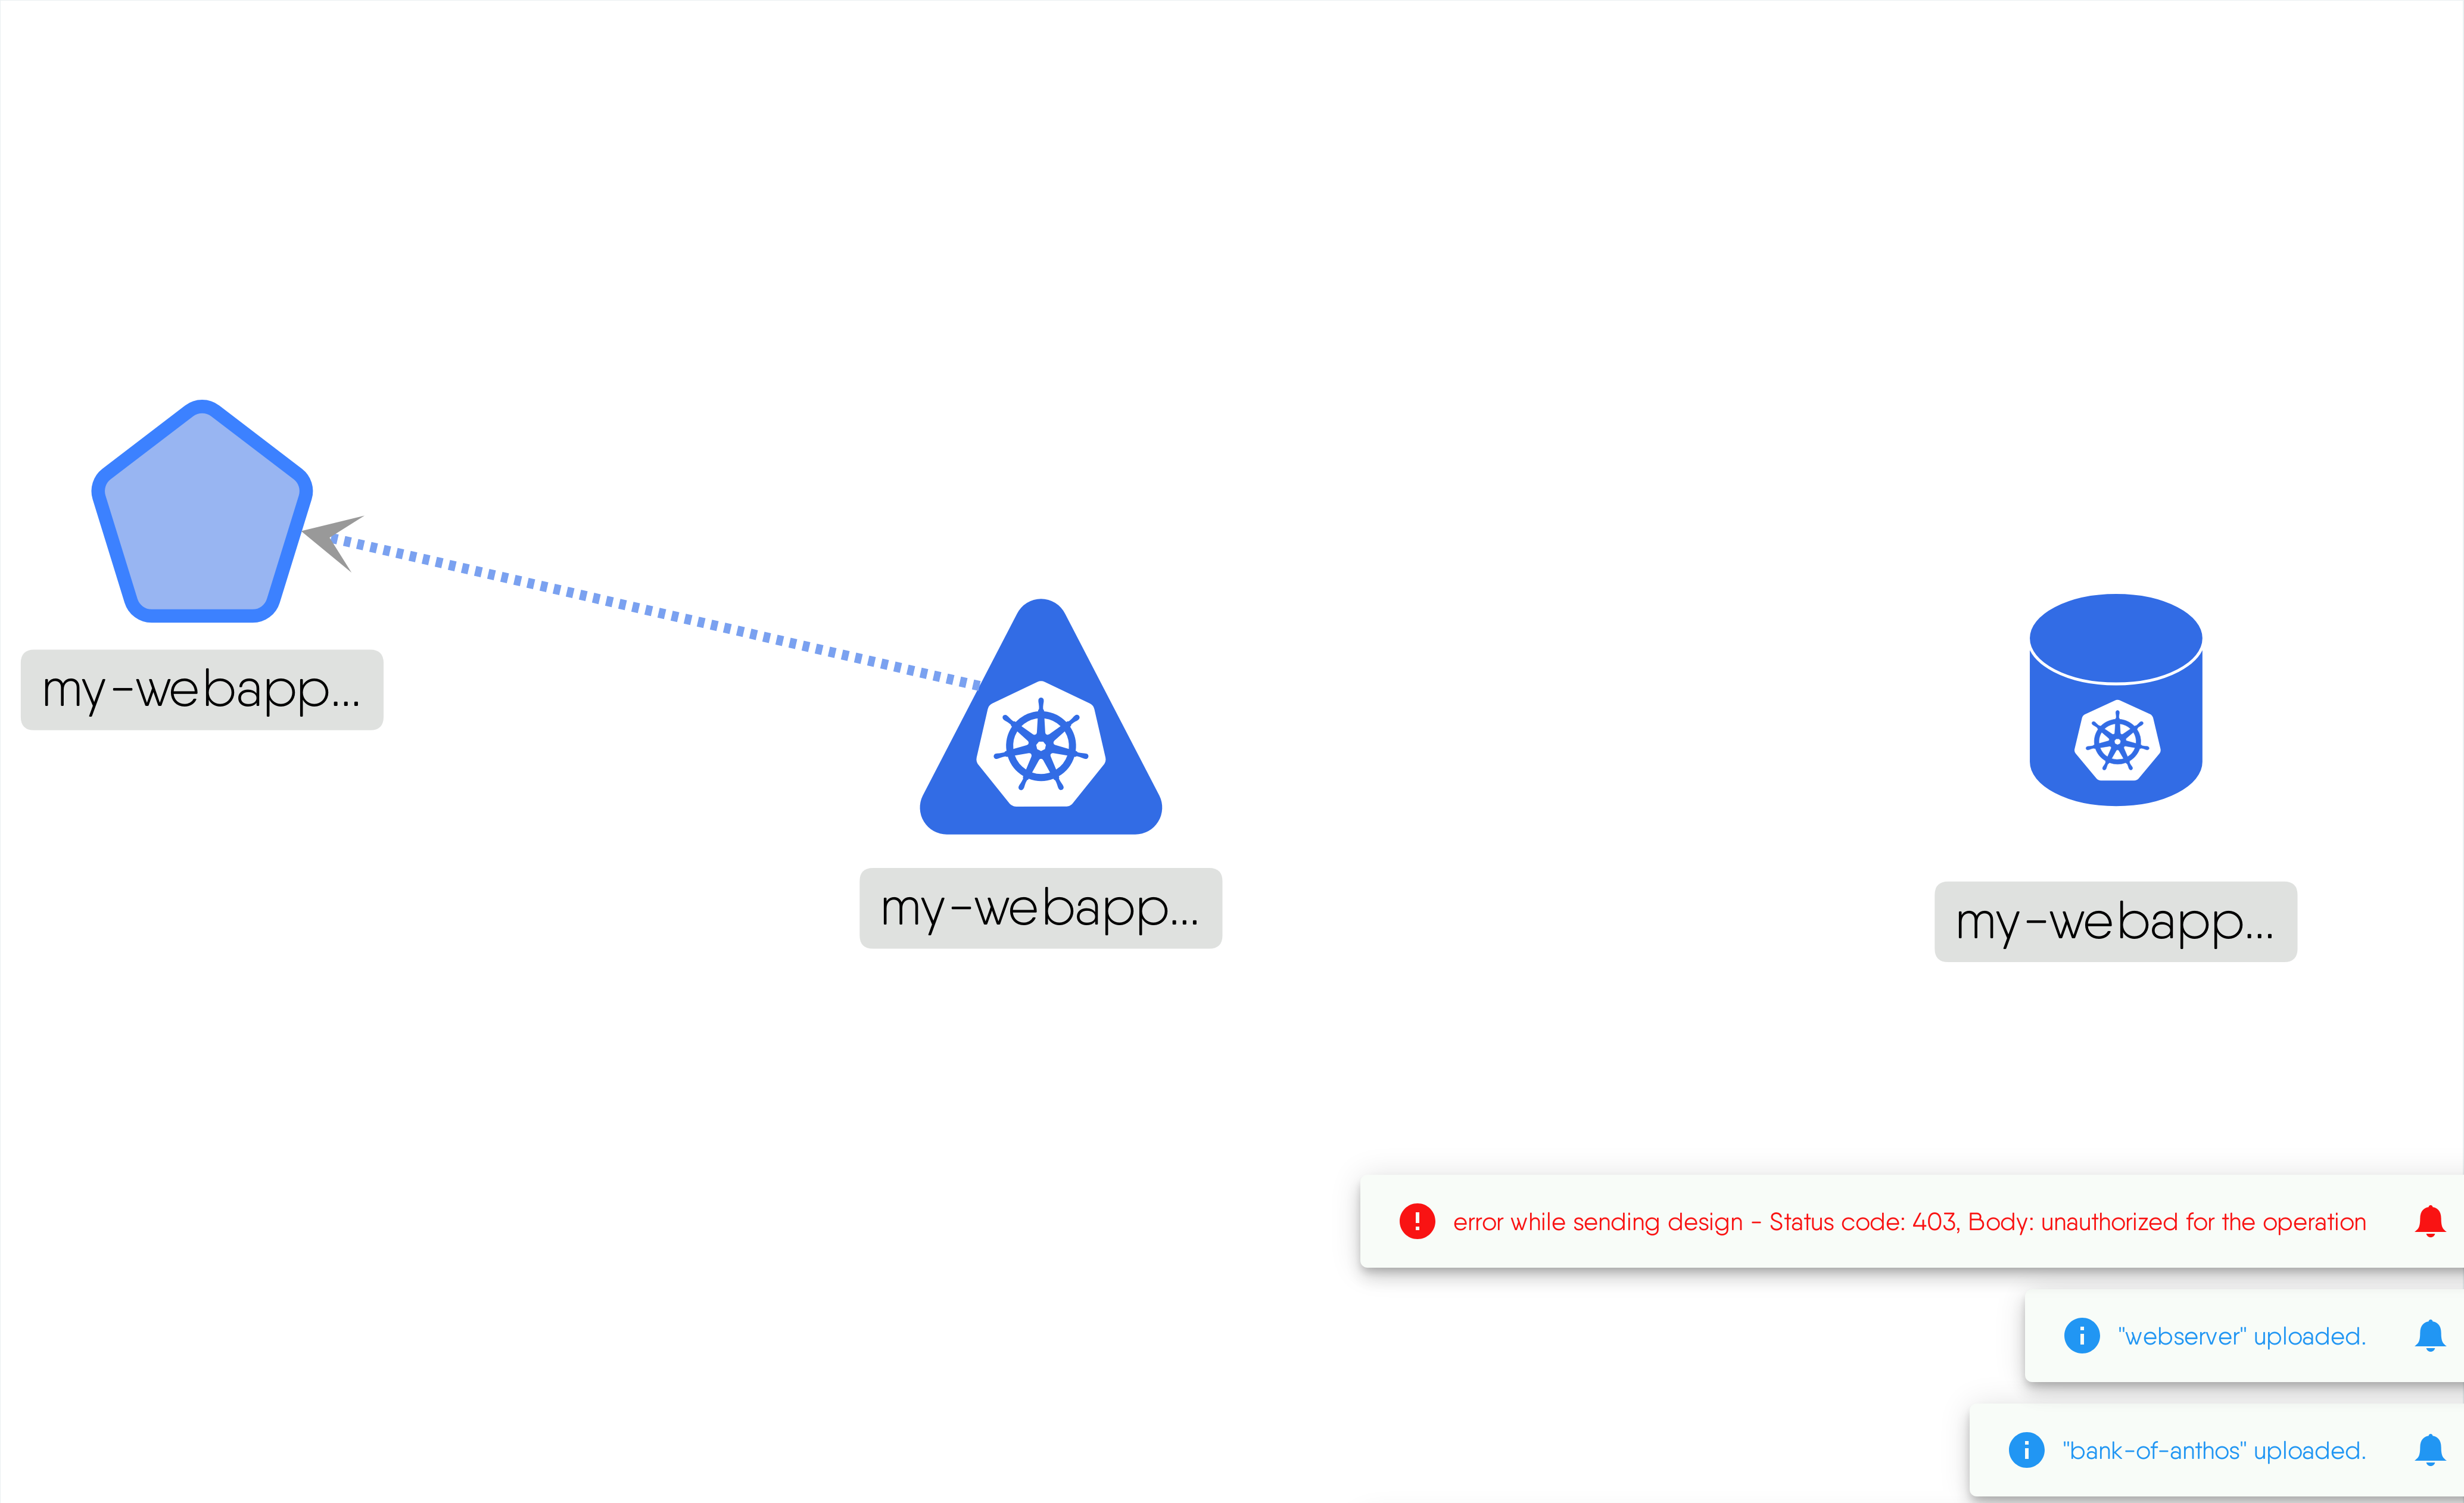 my-webapp...
my-webapp...
my-webapp...
error while sending design - Status code: 403, Body: unauthorized for the operation
"webserver" uploaded.
"bank-of-anthos" uploaded.